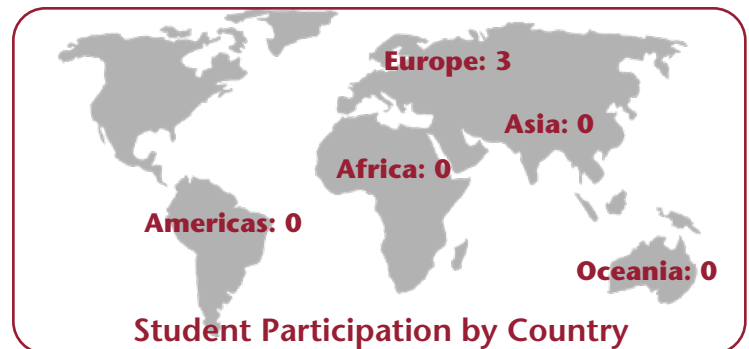 Europe: 3
Asia: 0
Africa: 0
Americas: 0
Oceania: 0
Student Participation by Country